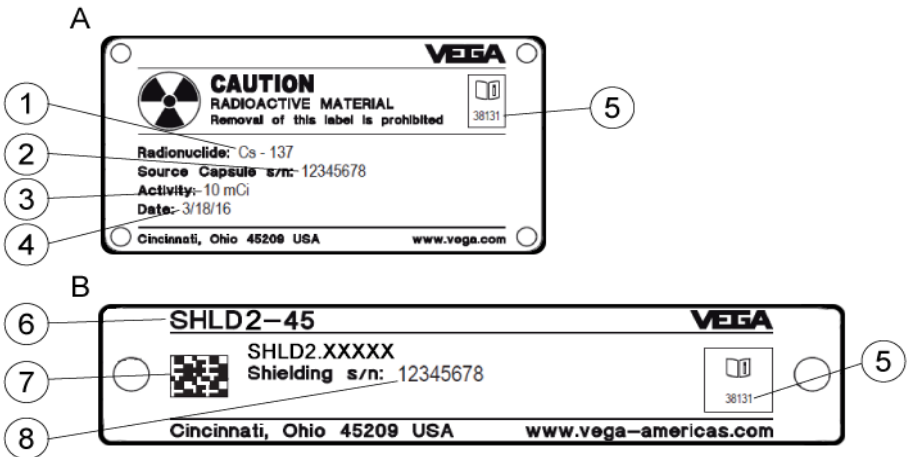 A
VEGA
CAUTION
RADIOACTIVE MATERIAL
Removal of this label is prohibited
38131
1
5
2
3
4
Radionuclide: Cs - 137
Source Capsule s/n: 12345678
Activity: 10 mCi
Date: 3/18/16
Cincinnati, Ohio 45209 USA www.vega.com
B
6
SHLD2-45 VEGA
7
SHLD2.XXXXX
Shielding s/n: 12345678
38131
5
8
Cincinnati, Ohio 45209 USA www.vega-americas.com